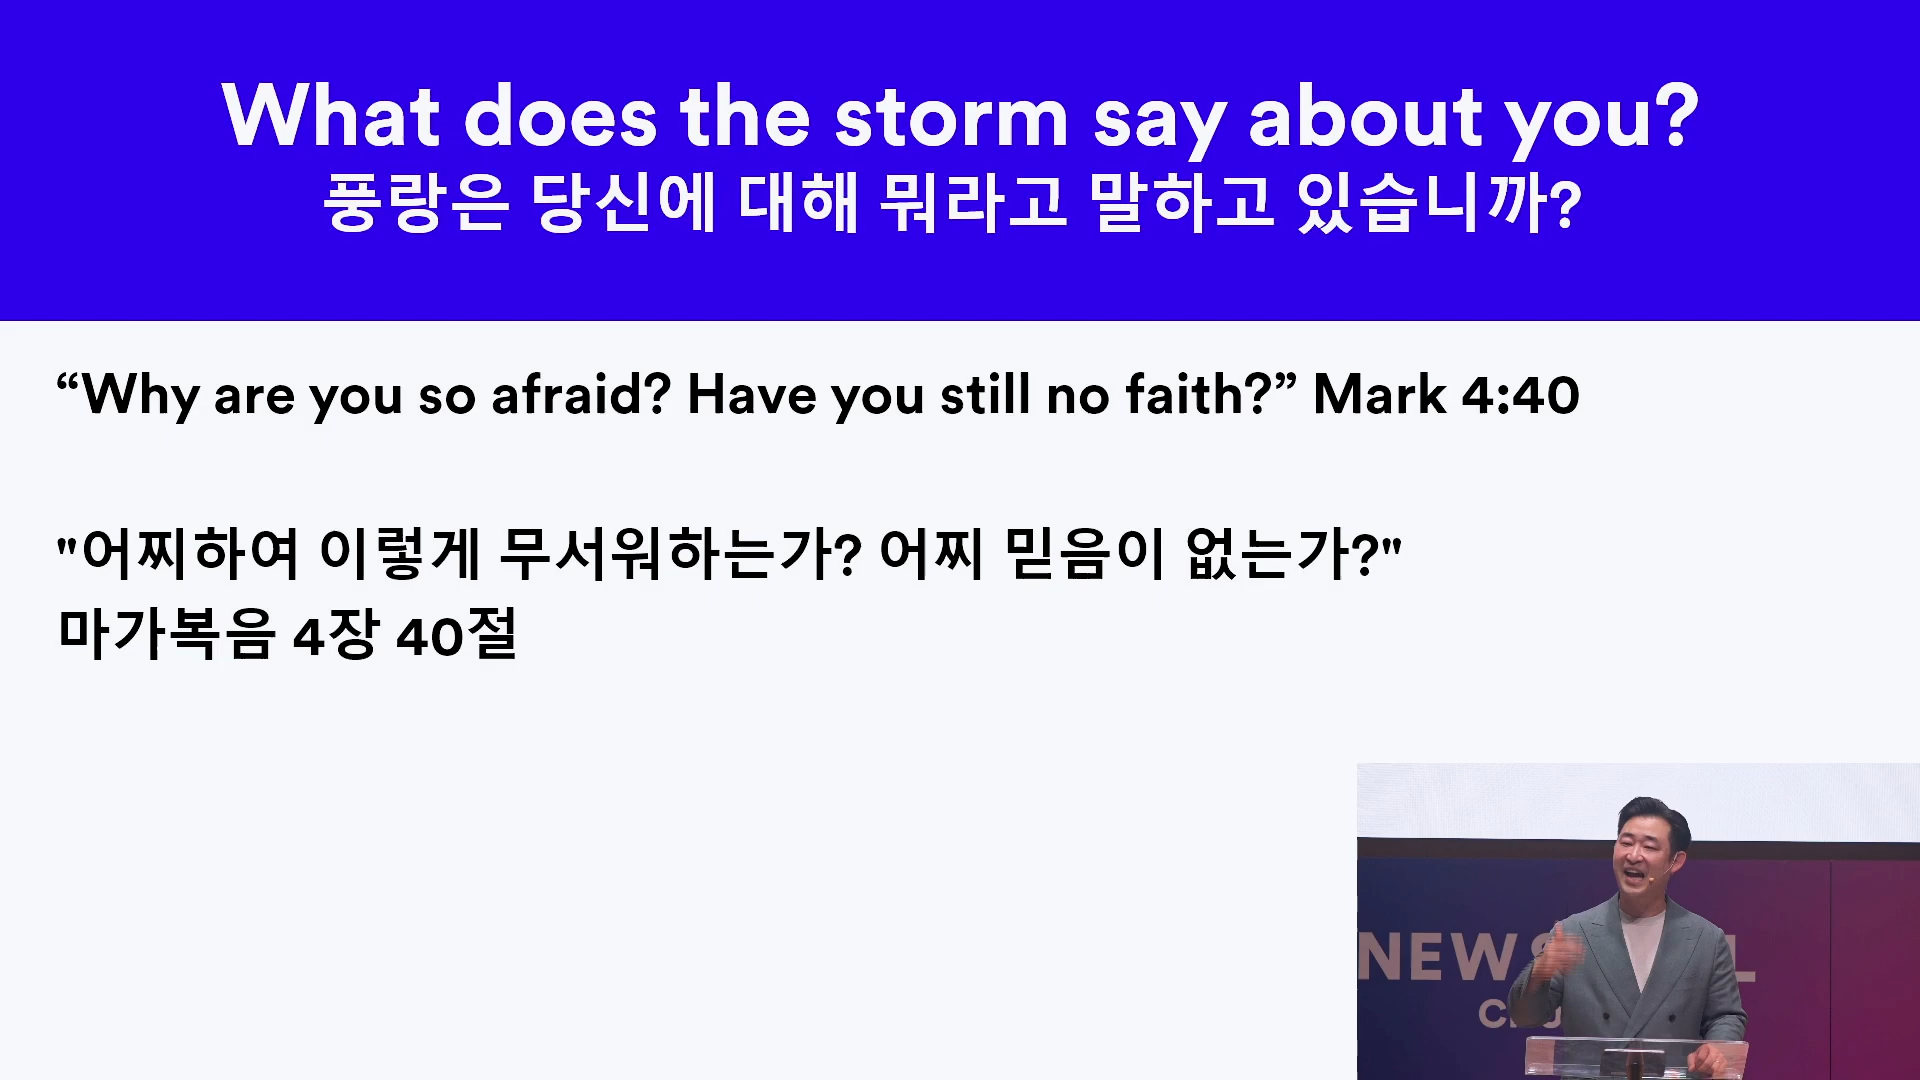 What does the storm say about you?
풍랑은 당신에 대해 뭐라고 말하고 있습니까?
“Why are you so afraid? Have you still no faith?” Mark 4:40
"어찌하여 이렇게 무서워하는가? 어찌 믿음이 없는가?"
마가복음 4장 40절
NEW